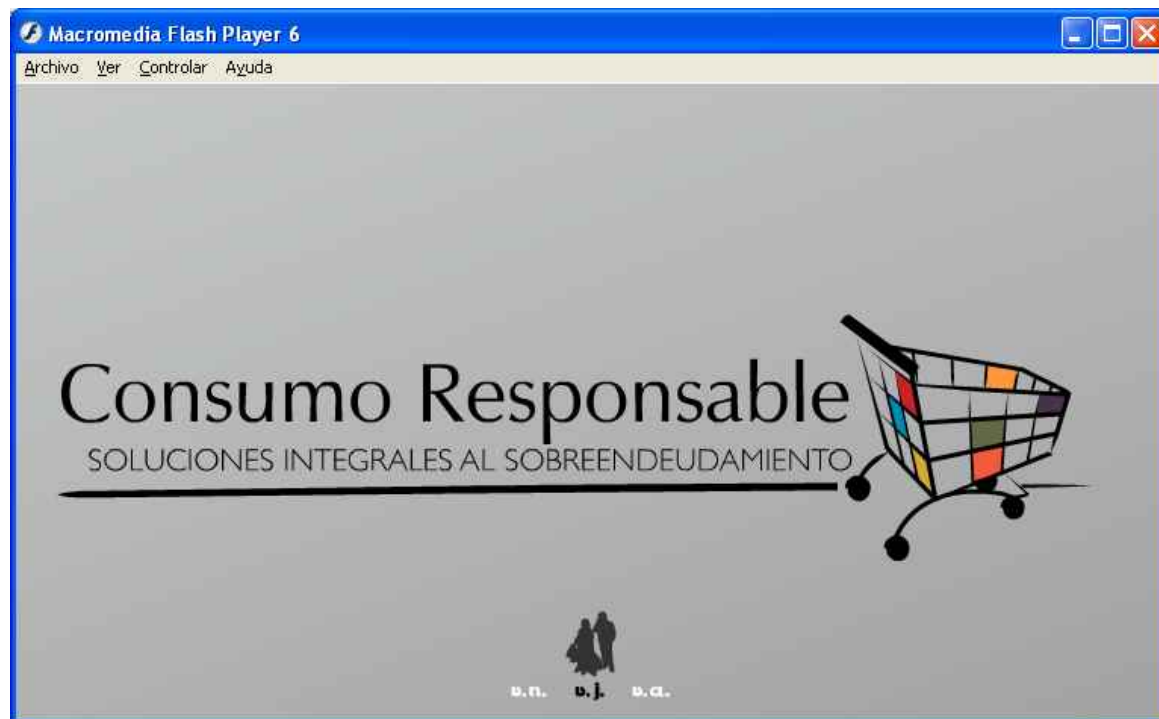 Macromedia Flash Player 6
Archivo Ver Controlar Ayuda
Consumo Responsable
SOLUCIONES INTEGRALES AL SOBREENDEUDAMIENTO
v.n. v.j. v.a.